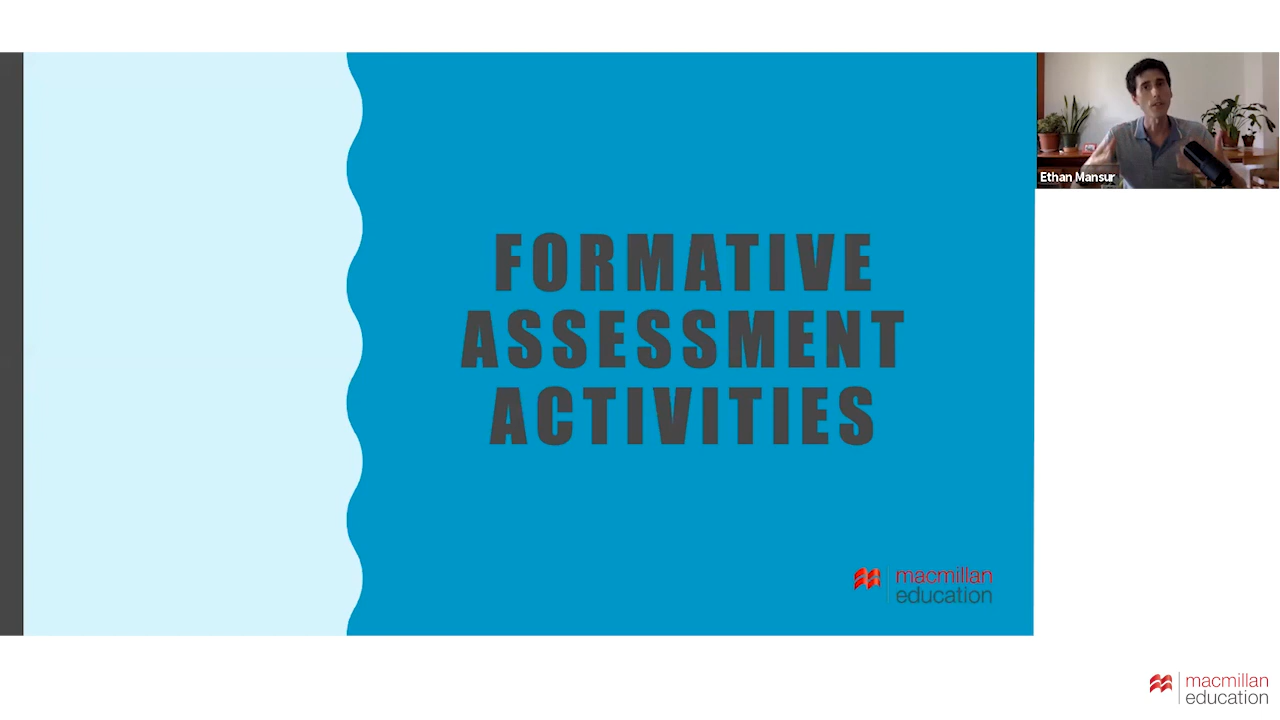 Ethan Mansur
FORMATIVE
ASSESSMENT
ACTIVITIES
macmillan
education
macmillan
education